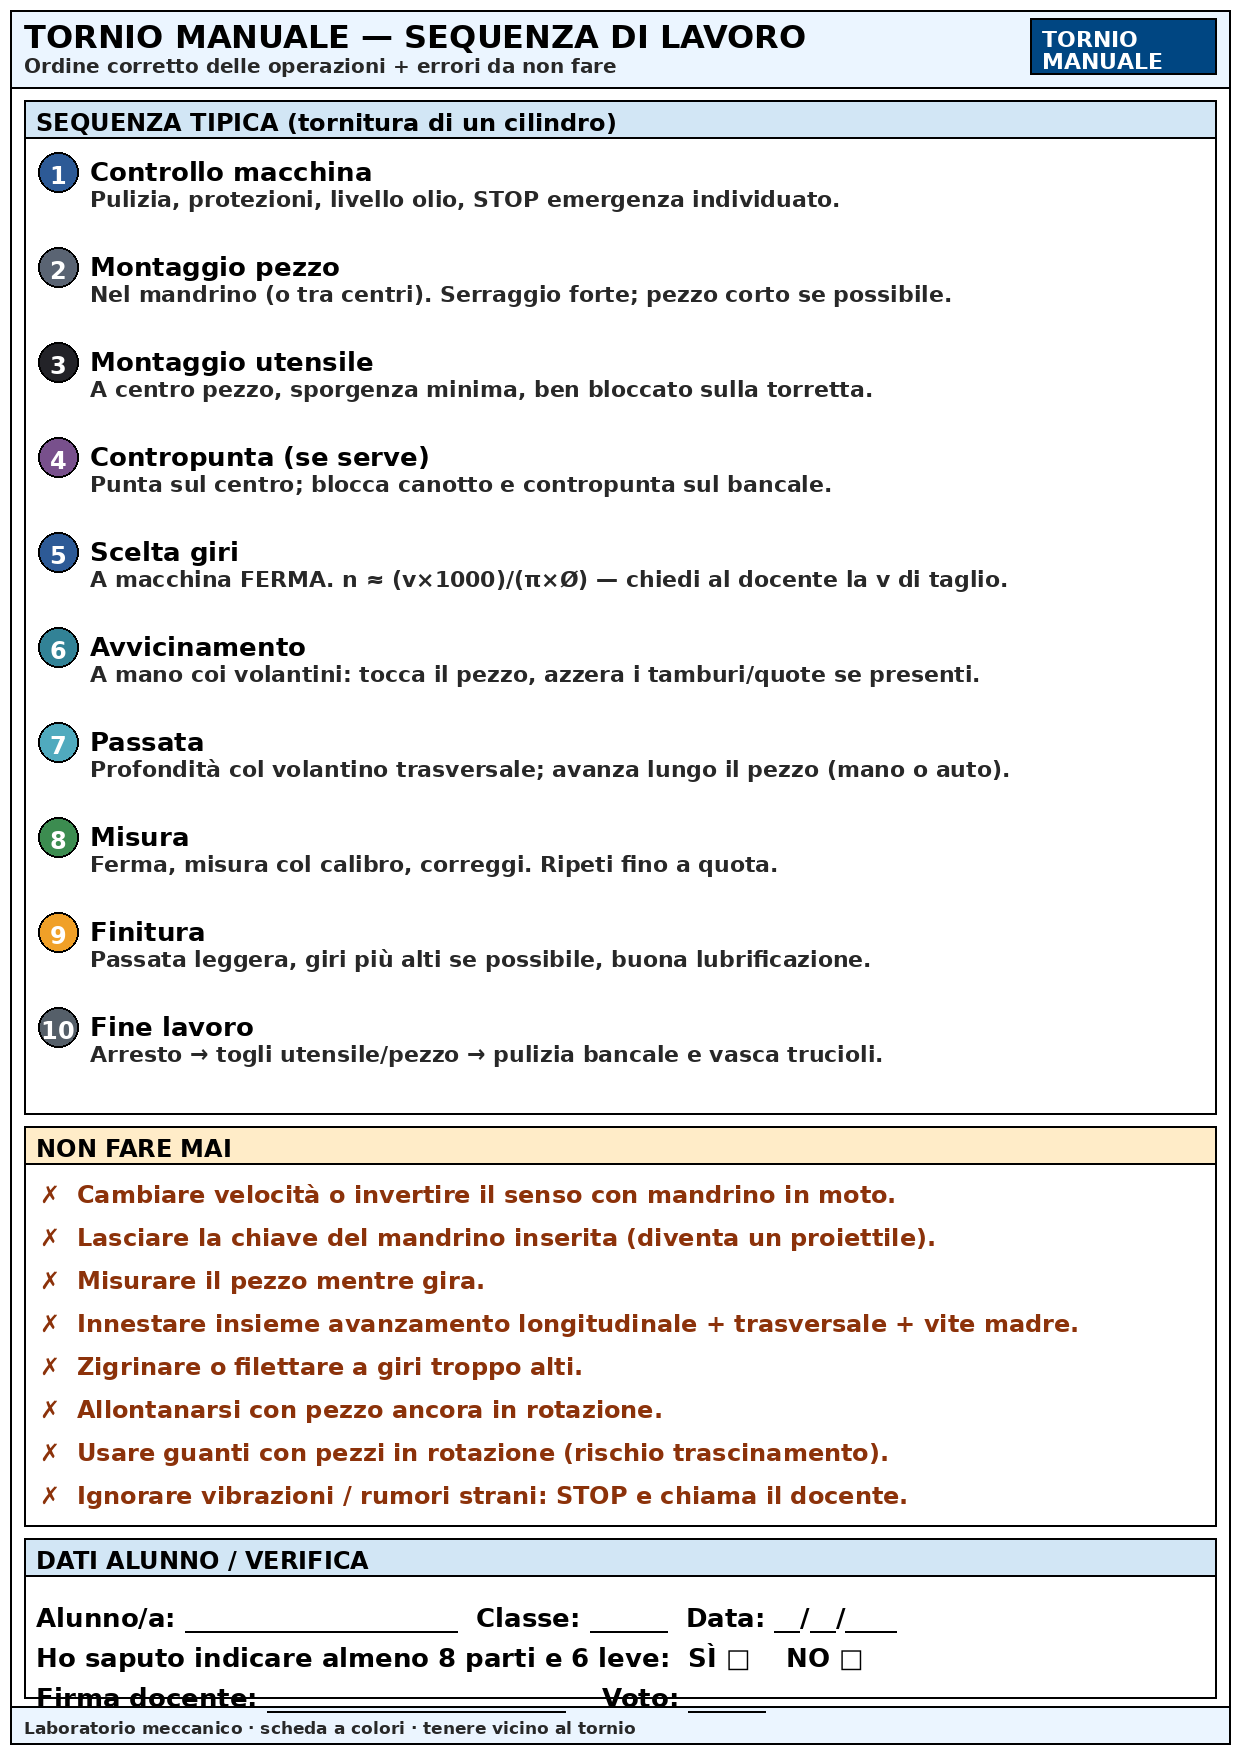 TORNIO MANUALE — SEQUENZA DI LAVORO
Ordine corretto delle operazioni + errori da non fare
TORNIO
MANUALE
SEQUENZA TIPICA (tornitura di un cilindro)
1 Controllo macchina
Pulizia, protezioni, livello olio, STOP emergenza individuato.
2 Montaggio pezzo
Nel mandrino (o tra centri). Serraggio forte; pezzo corto se possibile.
3 Montaggio utensile
A centro pezzo, sporgenza minima, ben bloccato sulla torretta.
4 Contropunta (se serve)
Punta sul centro; blocca canotto e contropunta sul bancale.
5 Scelta giri
A macchina FERMA. n ≈ (v×1000)/(π×Ø) — chiedi al docente la v di taglio.
6 Avvicinamento
A mano coi volantini: tocca il pezzo, azzera i tamburi/quote se presenti.
7 Passata
Profondità col volantino trasversale; avanza lungo il pezzo (mano o auto).
8 Misura
Ferma, misura col calibro, correggi. Ripeti fino a quota.
9 Finitura
Passata leggera, giri più alti se possibile, buona lubrificazione.
10 Fine lavoro
Arresto → togli utensile/pezzo → pulizia bancale e vasca trucioli.
NON FARE MAI
✗ Cambiare velocità o invertire il senso con mandrino in moto.
✗ Lasciare la chiave del mandrino inserita (diventa un proiettile).
✗ Misurare il pezzo mentre gira.
✗ Innestare insieme avanzamento longitudinale + trasversale + vite madre.
✗ Zigrinare o filettare a giri troppo alti.
✗ Allontanarsi con pezzo ancora in rotazione.
✗ Usare guanti con pezzi in rotazione (rischio trascinamento).
✗ Ignorare vibrazioni / rumori strani: STOP e chiama il docente.
DATI ALUNNO / VERIFICA
Alunno/a: _____________________ Classe: ______ Data: __/__/____
Ho saputo indicare almeno 8 parti e 6 leve: SÌ □ NO □
Firma docente: _______________________ Voto: ______
Laboratorio meccanico · scheda a colori · tenere vicino al tornio